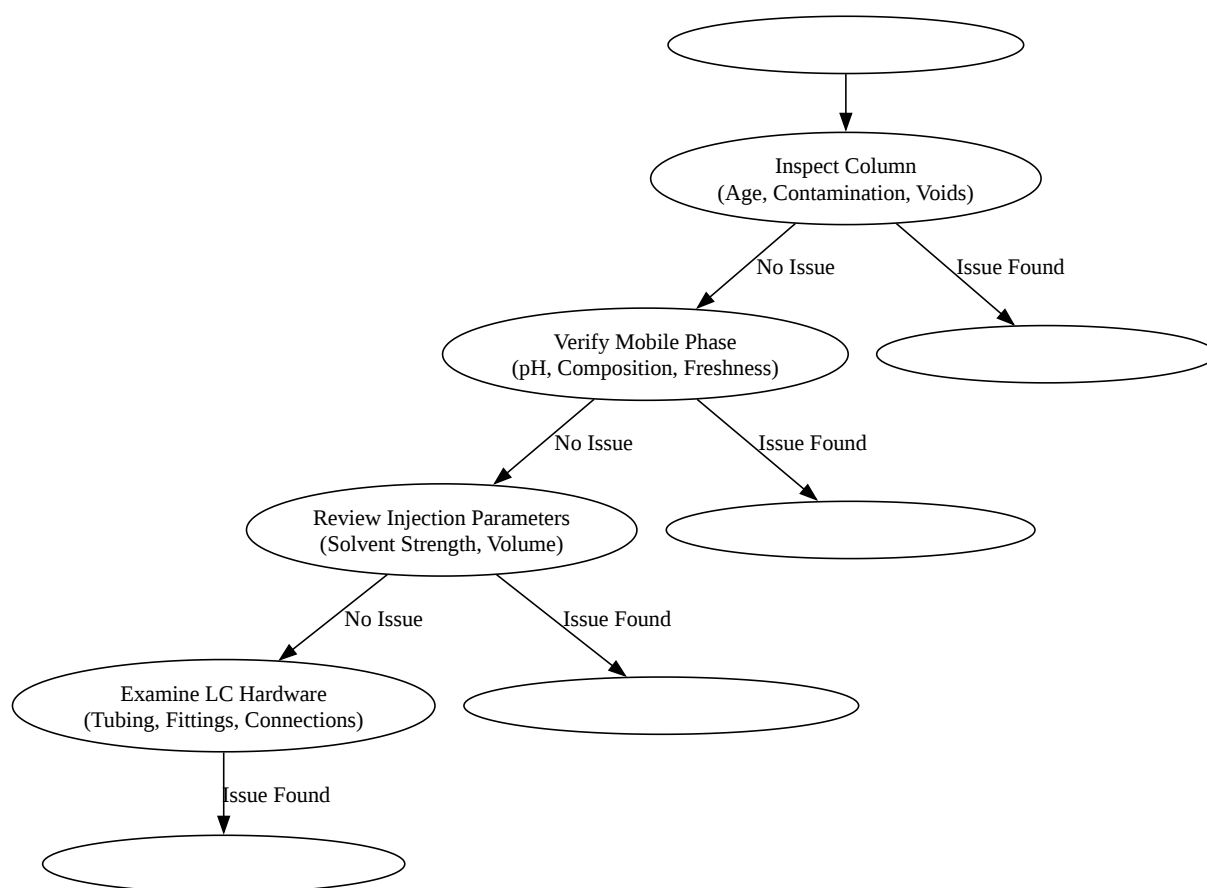 Inspect Column
(Age, Contamination, Voids)
No Issue
Issue Found
Verify Mobile Phase
(pH, Composition, Freshness)
No Issue
Issue Found
Review Injection Parameters
(Solvent Strength, Volume)
No Issue
Issue Found
Examine LC Hardware
(Tubing, Fittings, Connections)
Issue Found